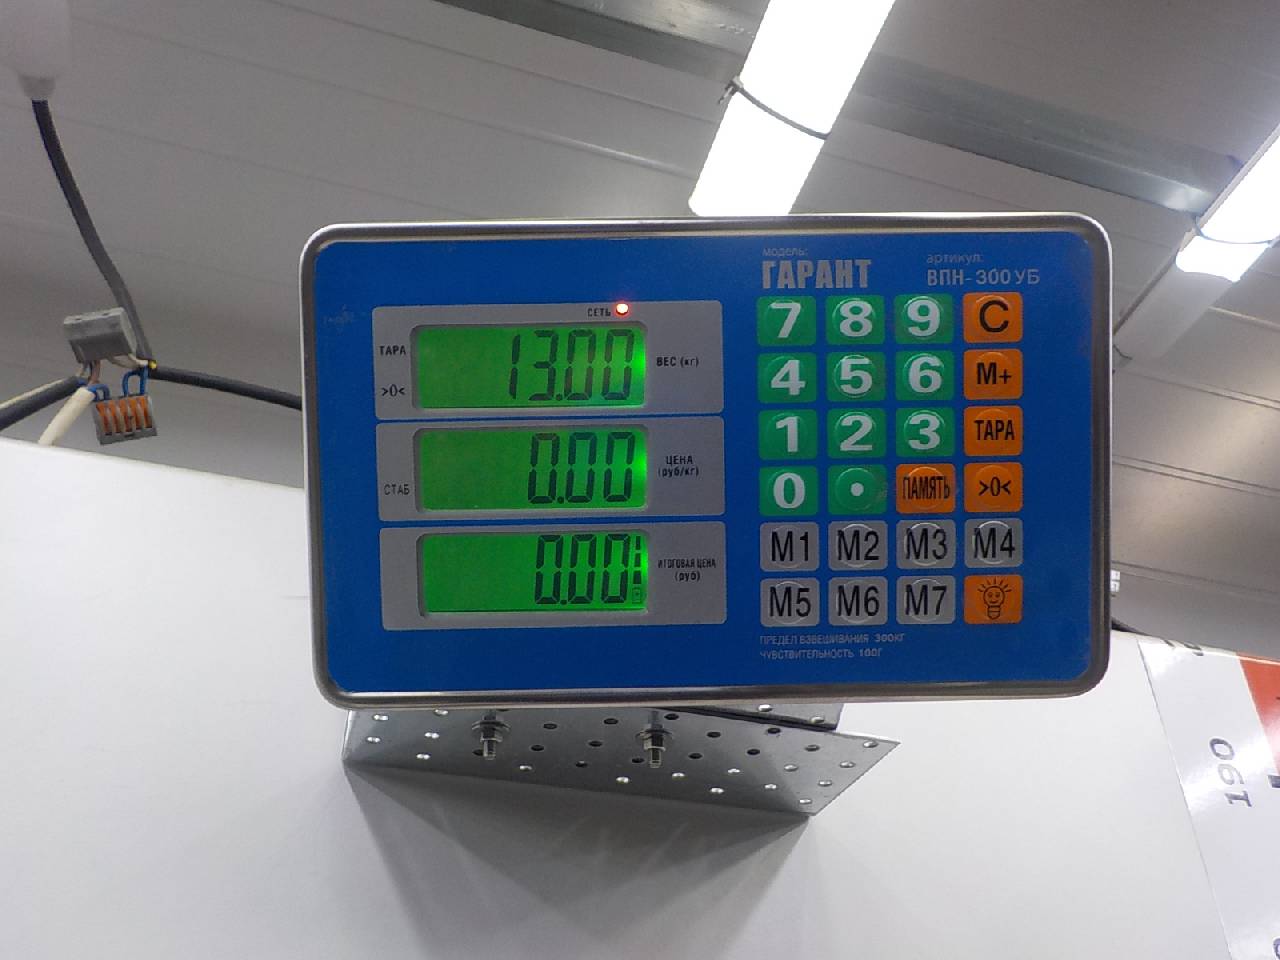 модель:
ГАРАНТ
артикул:
ВПН-300УБ
СЕТЬ
ТАРА
>0<
13.00
ВЕС (кг)
СТАБ
0.00
ЦЕНА
(руб/кг)
0.00
ИТОГОВАЯ ЦЕНА
(руб)
7 8 9 C
4 5 6 M+
1 2 3 ТАРА
0 • ПАМЯТЬ >0<
M1 M2 M3 M4
M5 M6 M7
ПРЕДЕЛ ВЗВЕШИВАНИЯ 300КГ
ЧУВСТВИТЕЛЬНОСТЬ 100Г
190